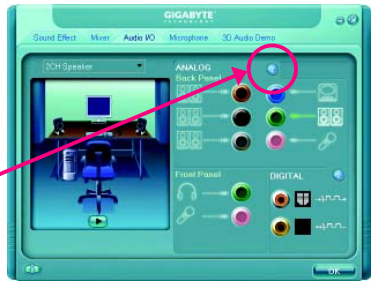 GIGABYTE
TECHNOLOGY
Sound Effect Mixer Audio I/O Microphone 3D Audio Demo
2CH Speaker
ANALOG
Back Panel
Front Panel
DIGITAL
OK